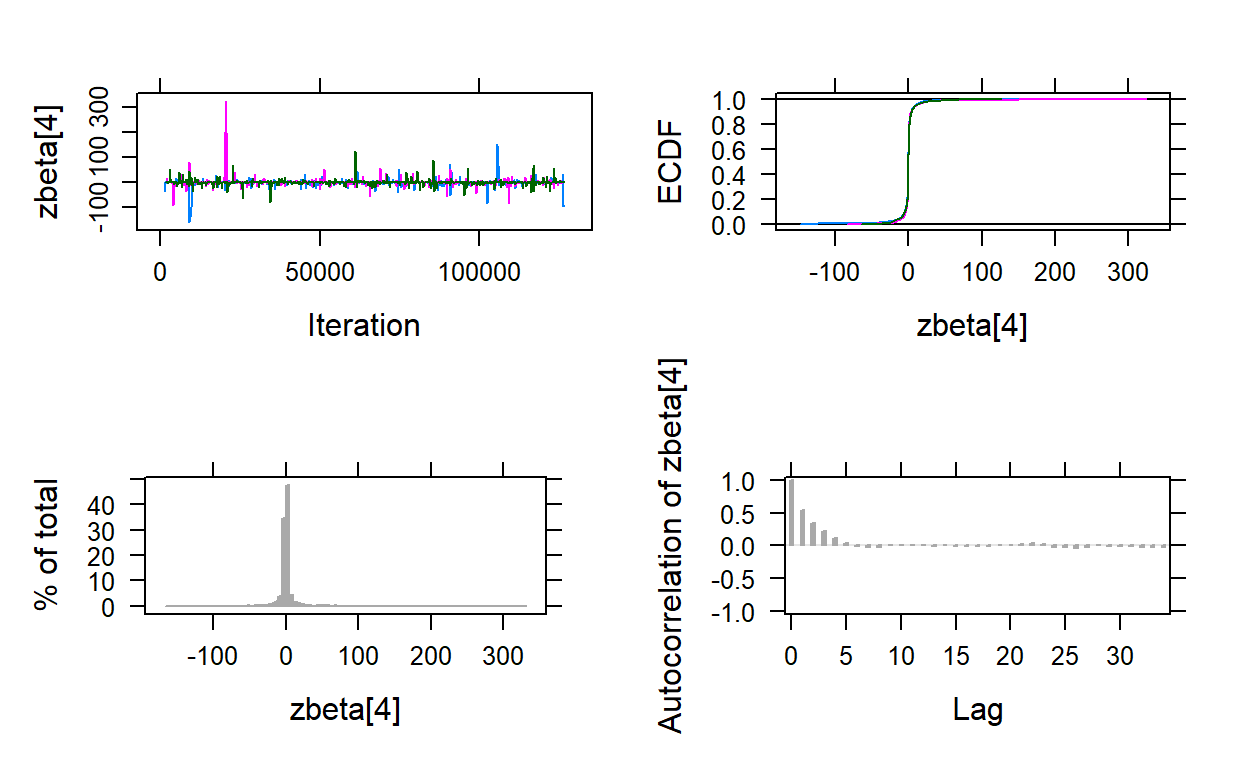 zbeta[4]
-100 100 300
0 50000 100000
Iteration
ECDF
1.0
0.8
0.6
0.4
0.2
0.0
-100 0 100 200 300
zbeta[4]
% of total
40
30
20
10
0
-100 0 100 200 300
zbeta[4]
Autocorrelation of zbeta[4]
1.0
0.5
0.0
-0.5
-1.0
0 5 10 15 20 25 30
Lag